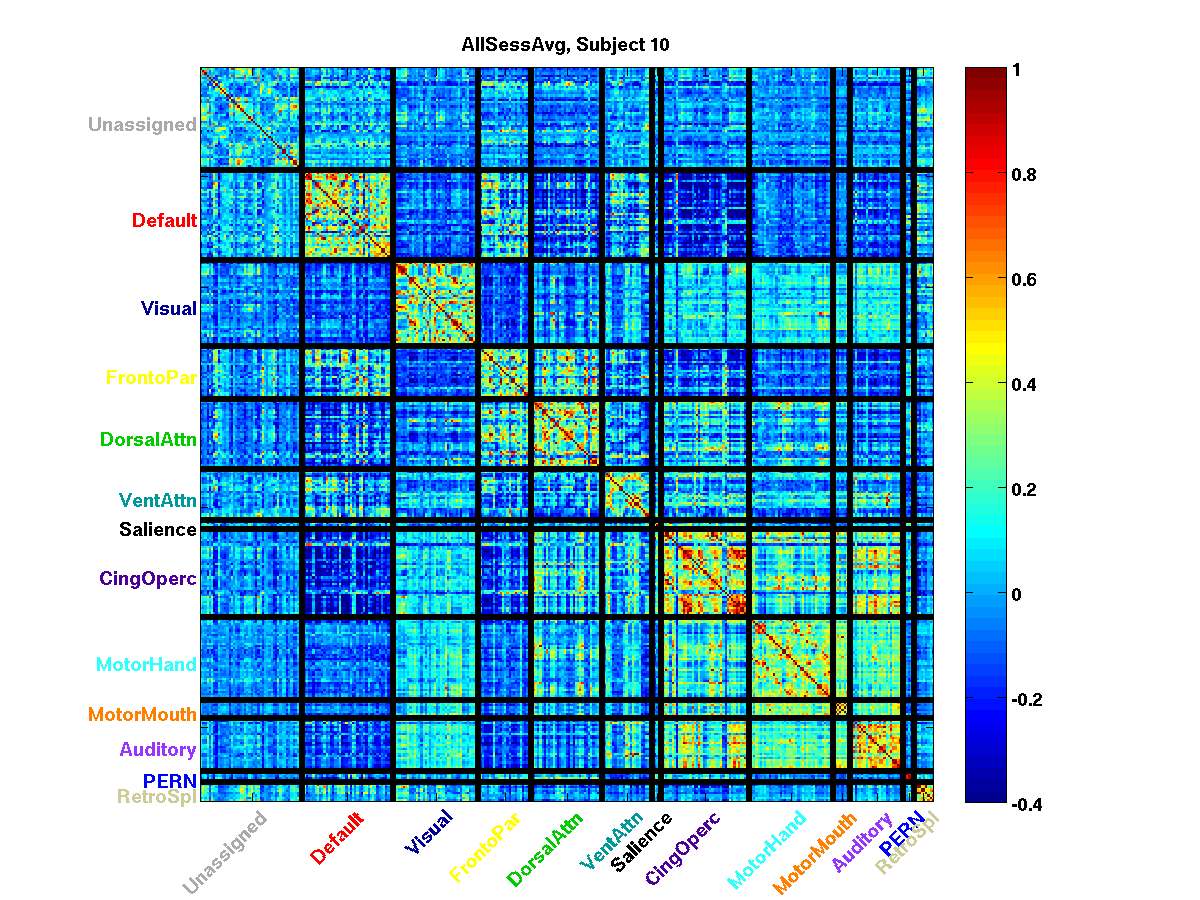 AllSessAvg, Subject 10
Unassigned
Default
Visual
FrontoPar
DorsalAttn
VentAttn
Salience
CingOperc
MotorHand
MotorMouth
Auditory
PERN
RetroSpl
1
0.8
0.6
0.4
0.2
0
-0.2
-0.4
Unassigned
Default
Visual
FrontoPar
DorsalAttn
VentAttn
Salience
CingOperc
MotorHand
MotorMouth
Auditory
PERN
RetroSpl